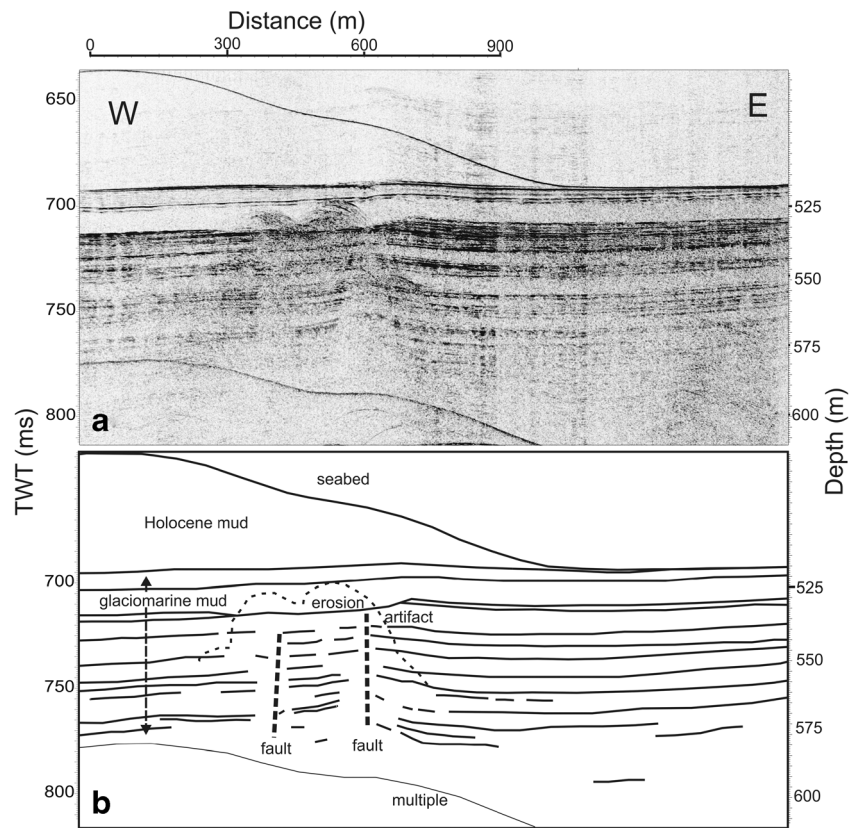 Distance (m)
0 300 600 900
W E
650
700
750
800
525
550
575
600
a
TWT (ms)
Depth (m)
seabed
Holocene mud
glaciomarine mud
erosion
artifact
fault fault
multiple
700
750
800
525
550
575
600
b